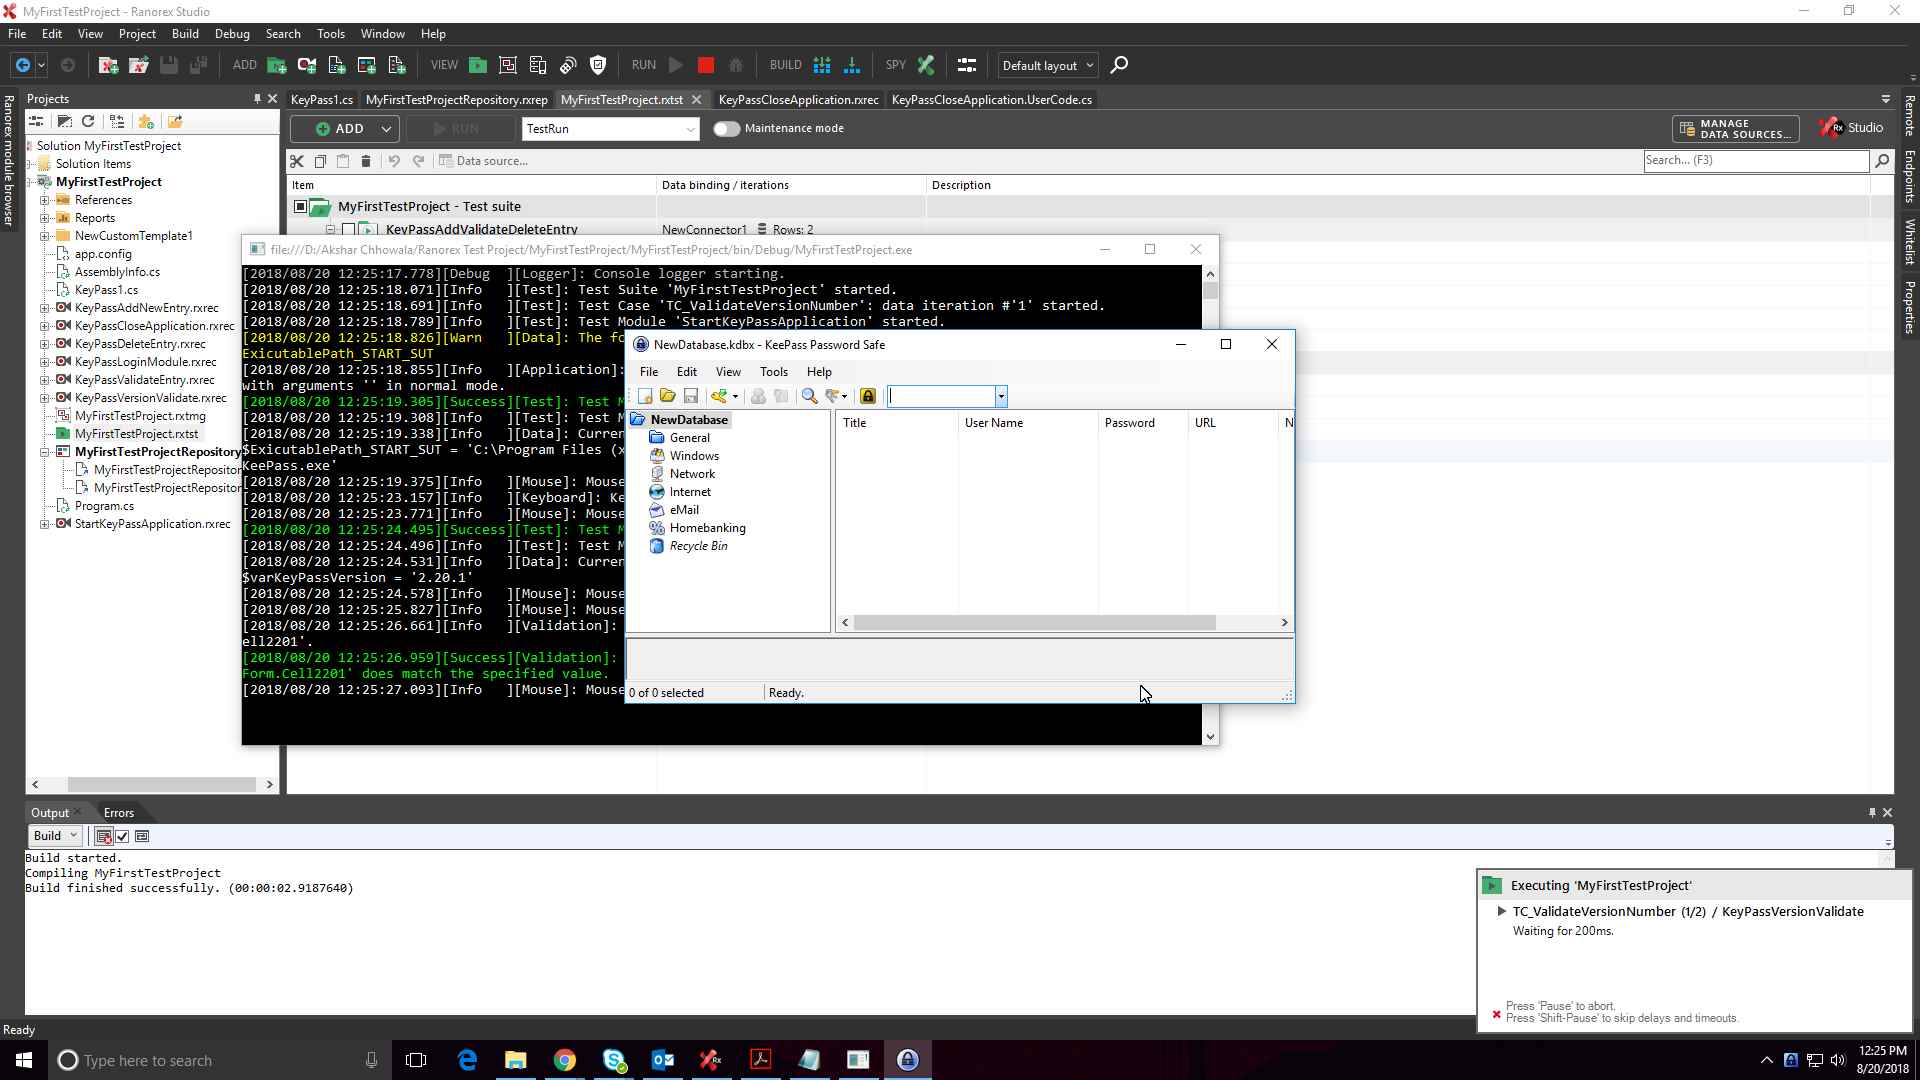 MyFirstTestProject - Ranorex Studio
File Edit View Project Build Debug Search Tools Window Help
ADD VIEW RUN BUILD SPY Default layout
Ranorex module browser
Projects
Solution MyFirstTestProject
Solution Items
MyFirstTestProject
References
Reports
NewCustomTemplate1
app.config
AssemblyInfo.cs
KeyPass1.cs
KeyPassAddNewEntry.rxrec
KeyPassCloseApplication.rxrec
KeyPassDeleteEntry.rxrec
KeyPassLoginModule.rxrec
KeyPassValidateEntry.rxrec
KeyPassVersionValidate.rxrec
MyFirstTestProject.rxtmg
MyFirstTestProject.rxtst
MyFirstTestProjectRepository
MyFirstTestProjectRepositor
MyFirstTestProjectRepositor
Program.cs
StartKeyPassApplication.rxrec
KeyPass1.cs MyFirstTestProjectRepository.rxrep MyFirstTestProject.rxtst KeyPassCloseApplication.rxrec KeyPassCloseApplication.UserCode.cs
ADD RUN TestRun Maintenance mode MANAGE
DATA SOURCES... Rx Studio
Data source... Search... (F3)
Item Data binding / iterations Description
MyFirstTestProject - Test suite
KeyPassAddValidateDeleteEntry NewConnector1 Rows: 2
Remote
Endpoints
Whitelist
Properties
file:///D:/Akshar Chhowala/Ranorex Test Project/MyFirstTestProject/MyFirstTestProject/bin/Debug/MyFirstTestProject.exe
[2018/08/20 12:25:17.778][Debug ][Logger]: Console logger starting.
[2018/08/20 12:25:18.071][Info ][Test]: Test Suite 'MyFirstTestProject' started.
[2018/08/20 12:25:18.691][Info ][Test]: Test Case 'TC_ValidateVersionNumber': data iteration #'1' started.
[2018/08/20 12:25:18.789][Info ][Test]: Test Module 'StartKeyPassApplication' started.
[2018/08/20 12:25:18.826][Warn ][Data]: The fo
ExicutablePath_START_SUT
[2018/08/20 12:25:18.855][Info ][Application]:
with arguments '' in normal mode.
[2018/08/20 12:25:19.305][Success][Test]: Test M
[2018/08/20 12:25:19.308][Info ][Test]: Test M
[2018/08/20 12:25:19.338][Info ][Data]: Curren
$ExicutablePath_START_SUT = 'C:\Program Files (x
KeePass.exe'
[2018/08/20 12:25:19.375][Info ][Mouse]: Mouse
[2018/08/20 12:25:23.157][Info ][Keyboard]: Ke
[2018/08/20 12:25:23.771][Info ][Mouse]: Mouse
[2018/08/20 12:25:24.495][Success][Test]: Test M
[2018/08/20 12:25:24.496][Info ][Test]: Test M
[2018/08/20 12:25:24.531][Info ][Data]: Curren
$varKeyPassVersion = '2.20.1'
[2018/08/20 12:25:24.578][Info ][Mouse]: Mouse
[2018/08/20 12:25:25.827][Info ][Mouse]: Mouse
[2018/08/20 12:25:26.661][Info ][Validation]:
ell2201'.
[2018/08/20 12:25:26.959][Success][Validation]:
Form.Cell2201' does match the specified value.
[2018/08/20 12:25:27.093][Info ][Mouse]: Mouse
NewDatabase.kdbx - KeePass Password Safe
File Edit View Tools Help
NewDatabase
General
Windows
Network
Internet
eMail
Homebanking
Recycle Bin
Title User Name Password URL N
0 of 0 selected Ready.
Output Errors
Build
Build started.
Compiling MyFirstTestProject
Build finished successfully. (00:00:02.9187640)
Executing 'MyFirstTestProject'
TC_ValidateVersionNumber (1/2) / KeyPassVersionValidate
Waiting for 200ms.
Press 'Pause' to abort.
Press 'Shift-Pause' to skip delays and timeouts.
Ready
Type here to search
12:25 PM
8/20/2018